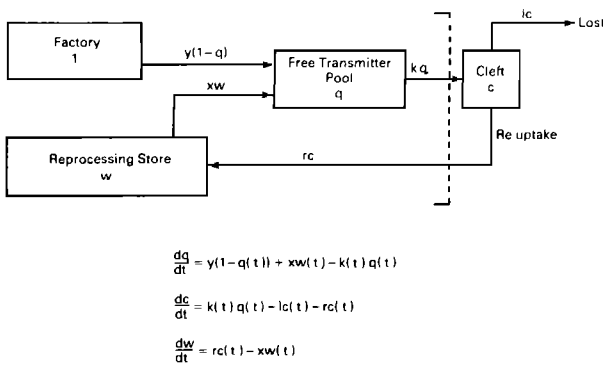 Factory
1
y(1-q)
xw
Reprocessing Store
w
Free Transmitter
Pool
q
kq
Cleft
c
lc
Lost
Re uptake
rc
dq/dt = y(1-q(t)) + xw(t) - k(t)q(t)
dc/dt = k(t)q(t) - lc(t) - rc(t)
dw/dt = rc(t) - xw(t)